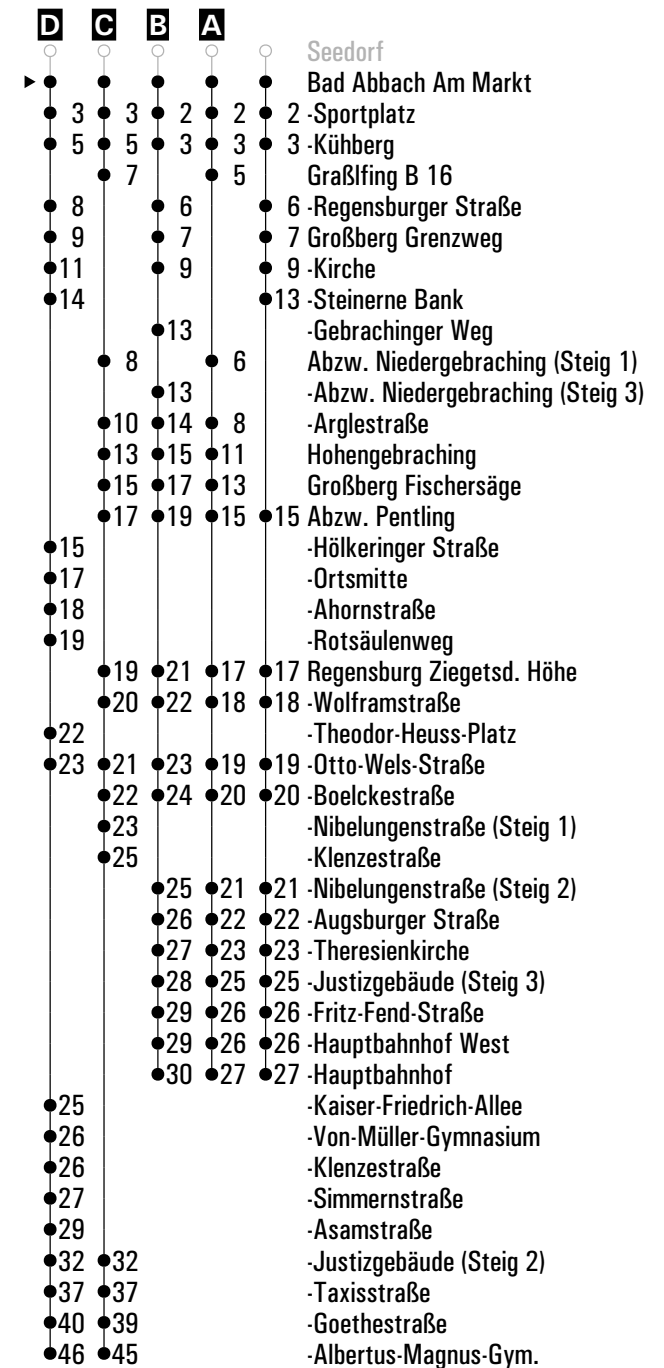 D C B A
Seedorf
Bad Abbach Am Markt
3 3 2 2 2 -Sportplatz
5 5 3 3 3 -Kühberg
7 5 Graßlfing B 16
8 6 6 -Regensburger Straße
9 7 7 Großberg Grenzweg
11 9 9 -Kirche
14 13 -Steinerne Bank
13 -Gebrachinger Weg
8 6 Abzw. Niedergebraching (Steig 1)
13 -Abzw. Niedergebraching (Steig 3)
10 14 8 -Arglestraße
13 15 11 Hohengebraching
15 17 13 Großberg Fischersäge
17 19 15 15 Abzw. Pentling
15 -Hölkeringer Straße
17 -Ortsmitte
18 -Ahornstraße
19 -Rotsäulenweg
19 21 17 17 Regensburg Ziegetsd. Höhe
20 22 18 18 -Wolframstraße
22 -Theodor-Heuss-Platz
23 21 23 19 19 -Otto-Wels-Straße
22 24 20 20 -Boelckestraße
23 -Nibelungenstraße (Steig 1)
25 -Klenzestraße
25 21 21 -Nibelungenstraße (Steig 2)
26 22 22 -Augsburger Straße
27 23 23 -Theresienkirche
28 25 25 -Justizgebäude (Steig 3)
29 26 26 -Fritz-Fend-Straße
29 26 26 -Hauptbahnhof West
30 27 27 -Hauptbahnhof
25 -Kaiser-Friedrich-Allee
26 -Von-Müller-Gymnasium
26 -Klenzestraße
27 -Simmernstraße
29 -Asamstraße
32 32 -Justizgebäude (Steig 2)
37 37 -Taxisstraße
40 39 -Goethestraße
46 45 -Albertus-Magnus-Gym.